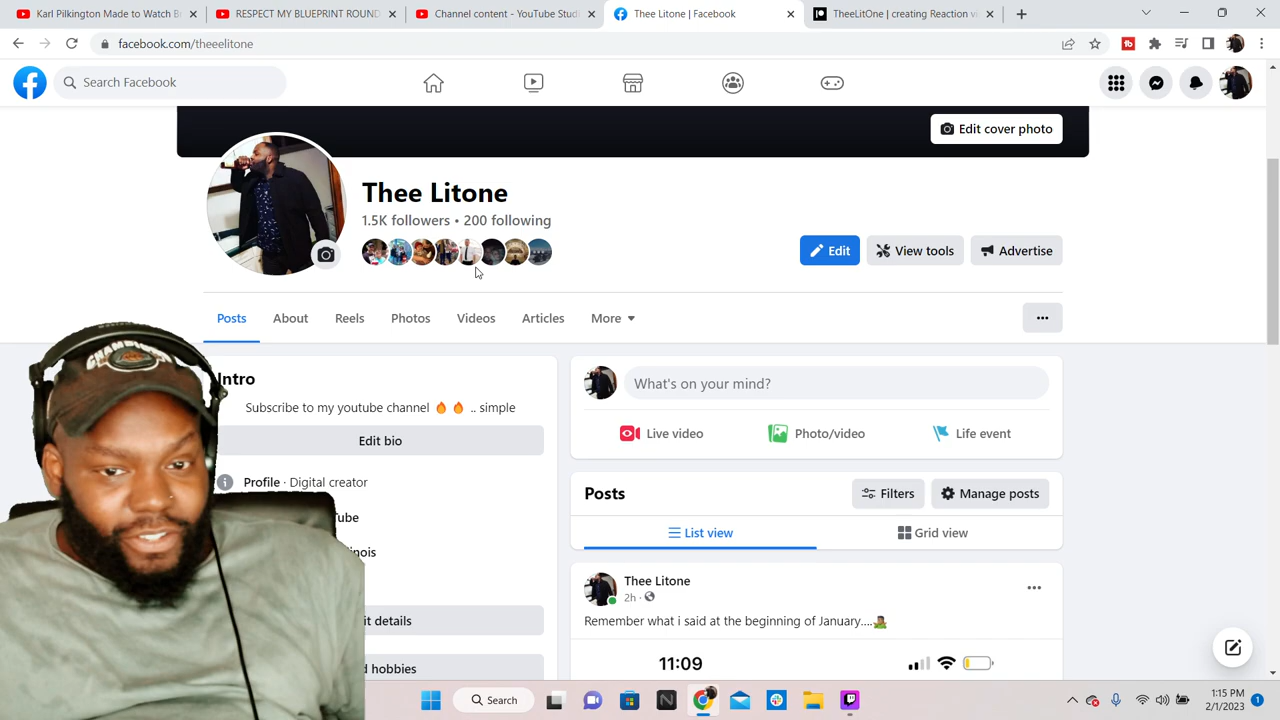 Karl Pilkington Made to Watch B
RESPECT MY BLUEPRINT ROUND
Channel content - YouTube Studi
Thee Litone | Facebook
TheeLitOne | creating Reaction vi
facebook.com/theeelitone
Search Facebook
Edit cover photo
Thee Litone
1.5K followers • 200 following
Edit
View tools
Advertise
Posts
About
Reels
Photos
Videos
Articles
More
Intro
Subscribe to my youtube channel 🔥 🔥 .. simple
Edit bio
Profile · Digital creator
What's on your mind?
Live video
Photo/video
Life event
Posts
Filters
Manage posts
List view
Grid view
Thee Litone
2h ·
Remember what i said at the beginning of January....
11:09
Search
1:15 PM
2/1/2023
1